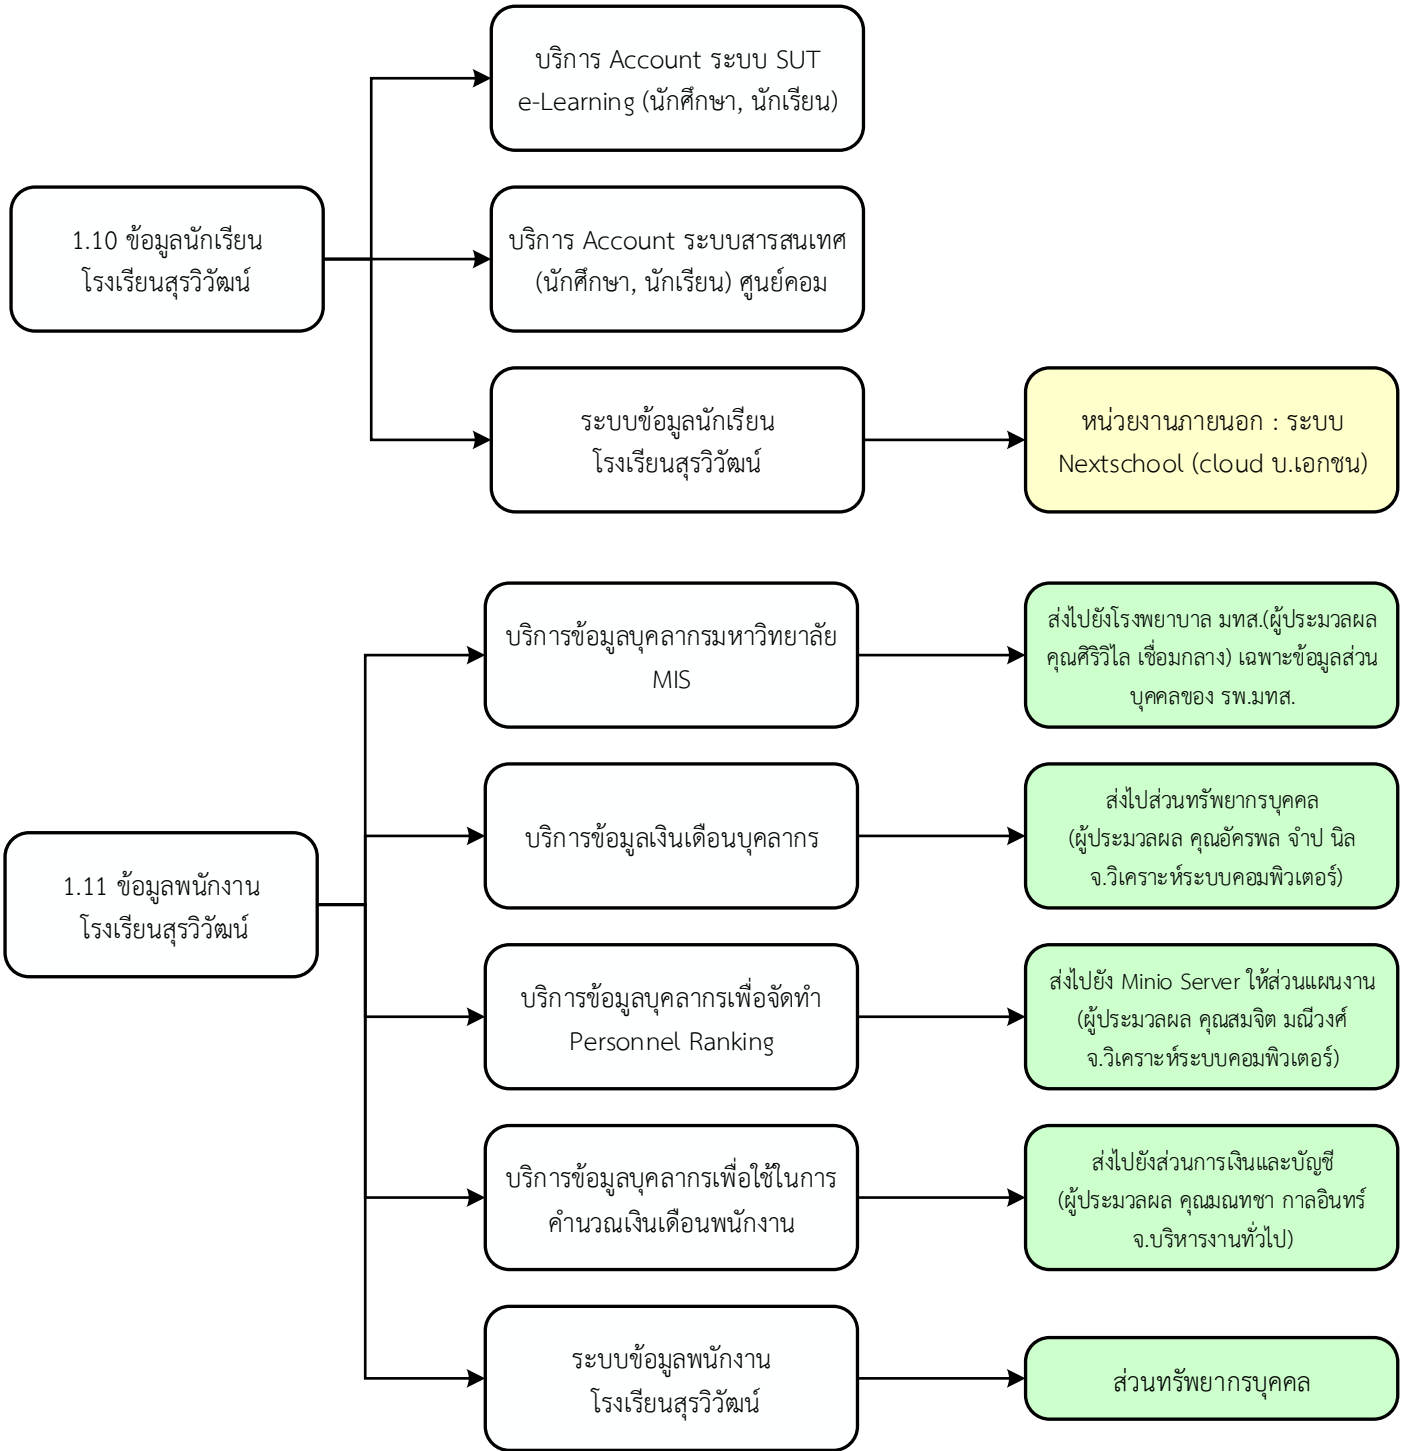 บริการ Account ระบบ SUT
e-Learning (นักศึกษา, นักเรียน)
1.10 ข้อมูลนักเรียน
โรงเรียนสุรวิวัฒน์
บริการ Account ระบบสารสนเทศ
(นักศึกษา, นักเรียน) ศูนย์คอม
ระบบข้อมูลนักเรียน
โรงเรียนสุรวิวัฒน์
หน่วยงานภายนอก : ระบบ
Nextschool (cloud บ.เอกชน)
บริการข้อมูลบุคลากรมหาวิทยาลัย
MIS
ส่งไปยังโรงพยาบาล มทส.(ผู้ประมวลผล
คุณศิริวิไล เชื่อมกลาง) เฉพาะข้อมูลส่วน
บุคคลของ รพ.มทส.
บริการข้อมูลเงินเดือนบุคลากร
ส่งไปส่วนทรัพยากรบุคคล
(ผู้ประมวลผล คุณอัครพล จำป นิล
จ.วิเคราะห์ระบบคอมพิวเตอร์)
1.11 ข้อมูลพนักงาน
โรงเรียนสุรวิวัฒน์
บริการข้อมูลบุคลากรเพื่อจัดทำ
Personnel Ranking
ส่งไปยัง Minio Server ให้ส่วนแผนงาน
(ผู้ประมวลผล คุณสมจิต มณีวงศ์
จ.วิเคราะห์ระบบคอมพิวเตอร์)
บริการข้อมูลบุคลากรเพื่อใช้ในการ
คำนวณเงินเดือนพนักงาน
ส่งไปยังส่วนการเงินและบัญชี
(ผู้ประมวลผล คุณมณทชา กาลอินทร์
จ.บริหารงานทั่วไป)
ระบบข้อมูลพนักงาน
โรงเรียนสุรวิวัฒน์
ส่วนทรัพยากรบุคคล